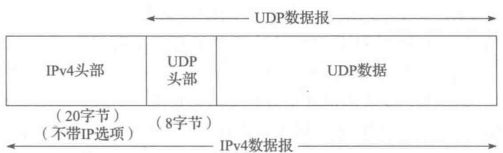 UDP数据报
IPv4头部
UDP
头部
UDP数据
（20字节）
（不带IP选项）
（8字节）
IPv4数据报